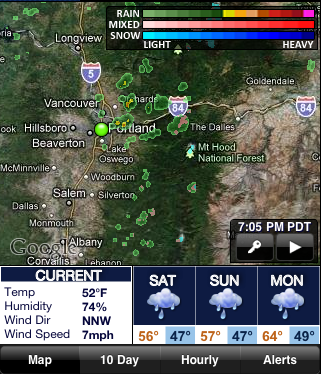 RAIN
MIXED
SNOW
LIGHT HEAVY
Longview
5
Goldendale
Vancouver
84
84
Hillsboro
Portland
The Dalles
Beaverton
Lake
Oswego
Mt Hood
National Forest
McMinnville
Woodburn
Salem
Silverton
Dallas
Monmouth
7:05 PM PDT
Google
Albany
Corvallis
Lebanon
CURRENT
Temp 52°F
Humidity 74%
Wind Dir NNW
Wind Speed 7mph
SAT SUN MON
56° 47° 57° 47° 64° 49°
Map 10 Day Hourly Alerts